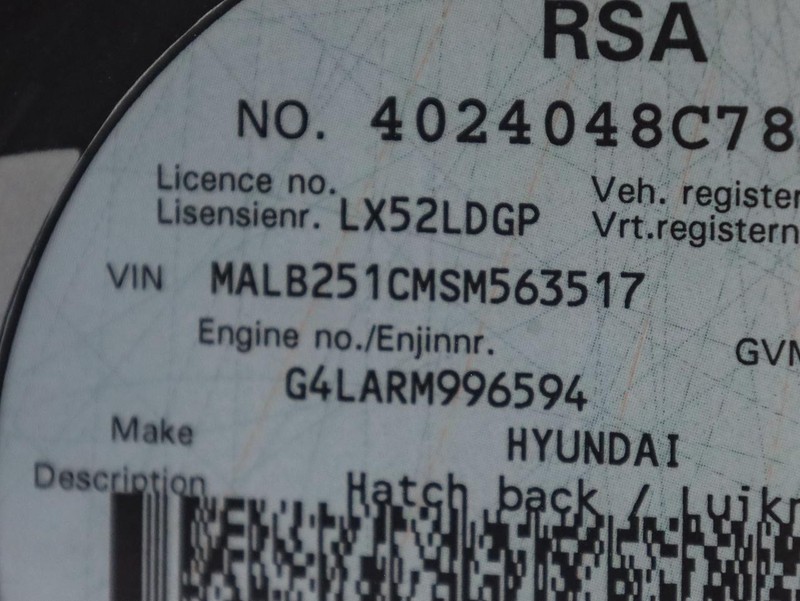 RSA
NO. 4024048C78
Licence no.
Lisensienr. LX52LDGP
Veh. register
Vrt.registern
VIN MALB251CMSM563517
Engine no./Enjinnr.
GVM
G4LARM996594
Make HYUNDAI
Description Hatch back / Luikr